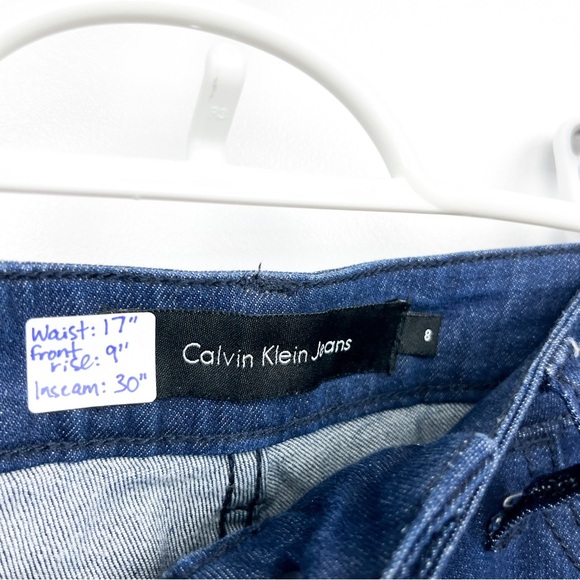 Waist: 17"
front
rise: 9"
Inseam: 30"
Calvin Klein Jeans
8